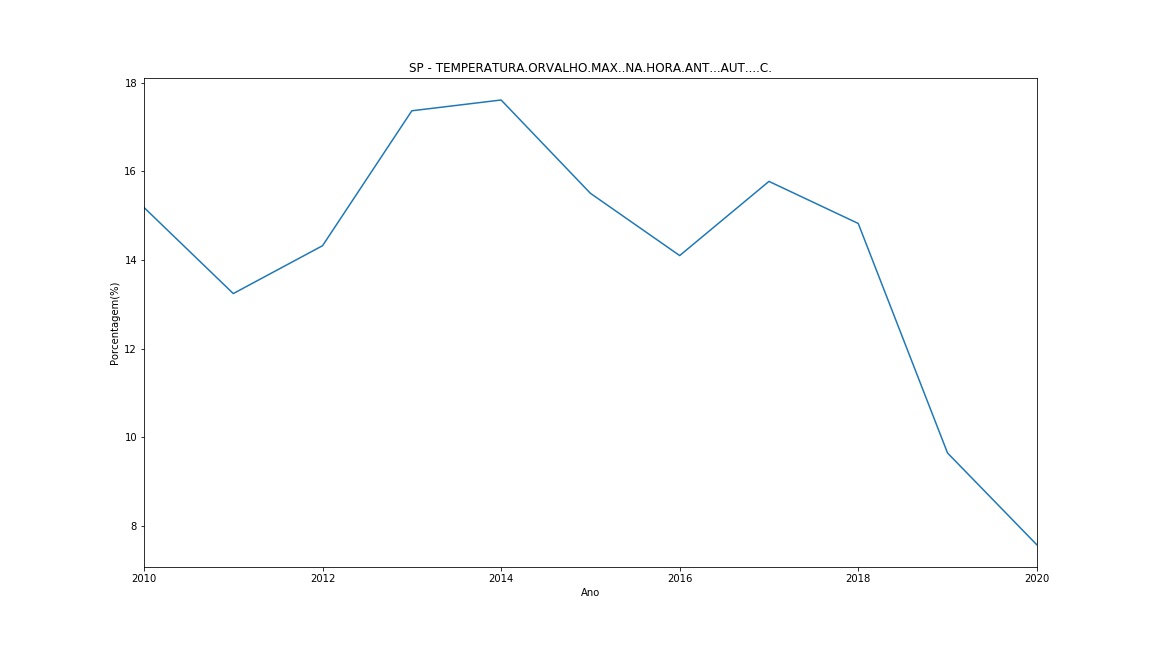 SP - TEMPERATURA.ORVALHO.MAX..NA.HORA.ANT...AUT....C.
18
16
14
12
10
8
Porcentagem(%)
2010 2012 2014 2016 2018 2020
Ano